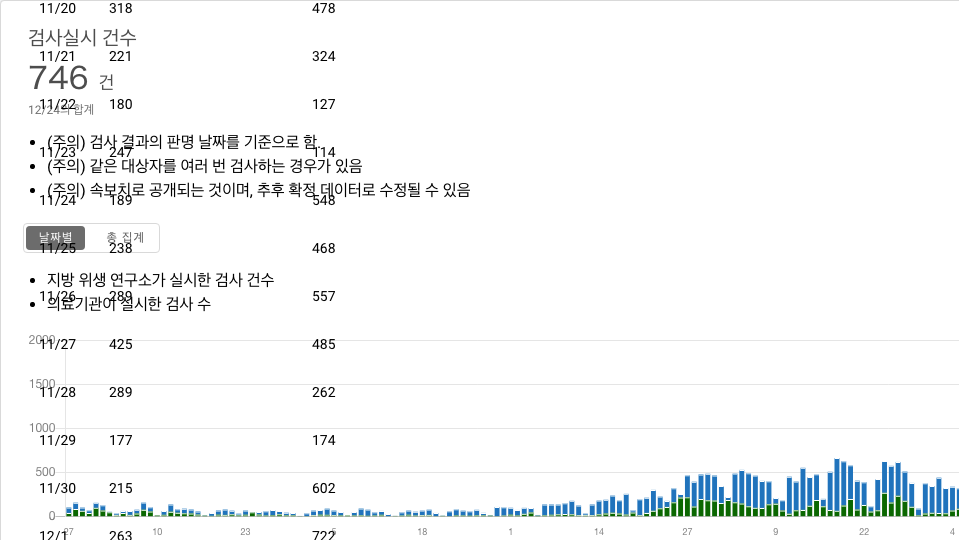 11/20 318 478
검사실시 건수
11/21 221 324
746 건
11/22 180 127
12/24의 합계
(주의) 검사 결과의 판명 날짜를 기준으로 함.
11/23 247 114
(주의) 같은 대상자를 여러 번 검사하는 경우가 있음
(주의) 속보치로 공개되는 것이며, 추후 확정 데이터로 수정될 수 있음
11/24 189 548
날짜별 총 집계
11/25 238 468
지방 위생 연구소가 실시한 검사 건수
11/26 289 557
의료기관이 실시한 검사 수
2000
11/27 425 485
1500
11/28 289 262
1000
11/29 177 174
500
11/30 215 602
0
27 10 23 5 18 1 14 27 9 22 4
12/1 263 722